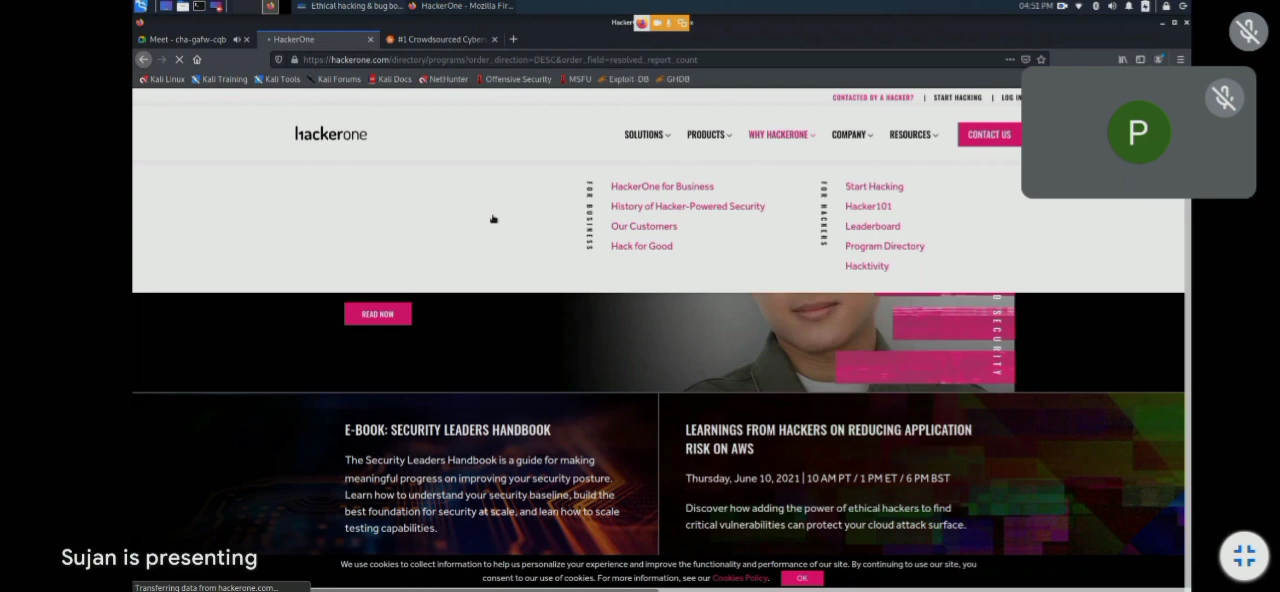 Ethical hacking & bug bo...
HackerOne - Mozilla Fir...
04:51 PM
Hacker
Meet - cha-gafw-cqb
HackerOne
#1 Crowdsourced Cyber
https://hackerone.com/directory/programs?order_direction=DESC&order_field=resolved_report_count
Kali Linux
Kali Training
Kali Tools
Kali Forums
Kali Docs
NetHunter
Offensive Security
MSFU
Exploit-DB
GHDB
CONTACTED BY A HACKER? | START HACKING | LOG IN
hackerone
SOLUTIONS
PRODUCTS
WHY HACKERONE
COMPANY
RESOURCES
CONTACT US
P
FOR BUSINESS
HackerOne for Business
History of Hacker-Powered Security
Our Customers
Hack for Good
FOR HACKERS
Start Hacking
Hacker101
Leaderboard
Program Directory
Hacktivity
READ NOW
SECURITY
E-BOOK: SECURITY LEADERS HANDBOOK
The Security Leaders Handbook is a guide for making
meaningful progress on improving your security posture.
Learn how to understand your security baseline, build the
best foundation for security at scale, and lean how to scale
testing capabilities.
LEARNINGS FROM HACKERS ON REDUCING APPLICATION
RISK ON AWS
Thursday, June 10, 2021 | 10 AM PT / 1 PM ET / 6 PM BST
Discover how adding the power of ethical hackers to find
critical vulnerabilities can protect your cloud attack surface.
Sujan is presenting
We use cookies to collect information to help us personalize your experience and improve the functionality and performance of our site. By continuing to use our site, you
consent to our use of cookies. For more information, see our Cookies Policy.
OK
Transferring data from hackerone.com...